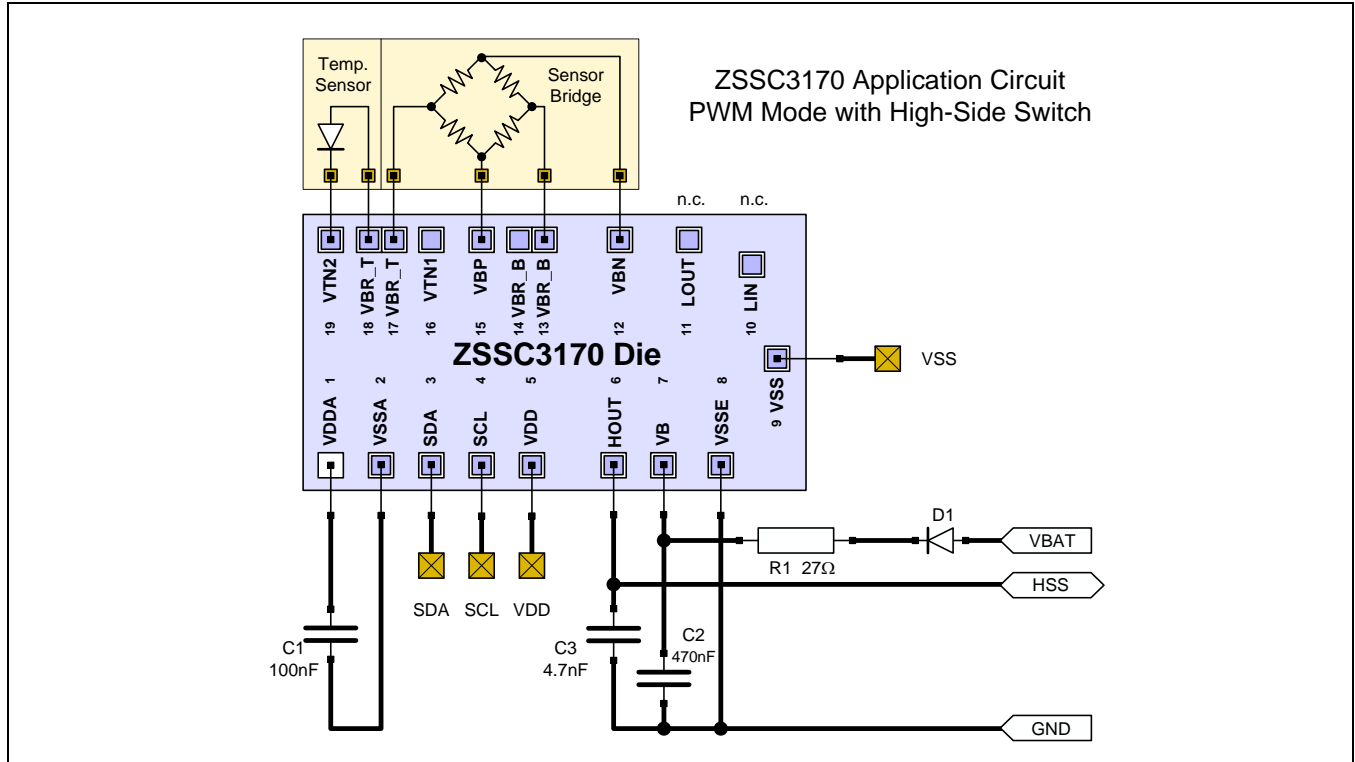 ZSSC3170 Application Circuit
PWM Mode with High-Side Switch
Temp.
Sensor
Sensor
Bridge
n.c.
n.c.
VTN2
VBR_T
VBR_T
VTN1
VBP
VBR_B
VBR_B
VBN
LOUT
LIN
19
18
17
16
15
14
13
12
11
10
ZSSC3170 Die
9 VSS
VSS
1
2
3
4
5
6
7
8
VDDA
VSSA
SDA
SCL
VDD
HOUT
VB
VSSE
D1
VBAT
R1 27Ω
HSS
SDA
SCL
VDD
C1
100nF
C3
4.7nF
C2
470nF
GND